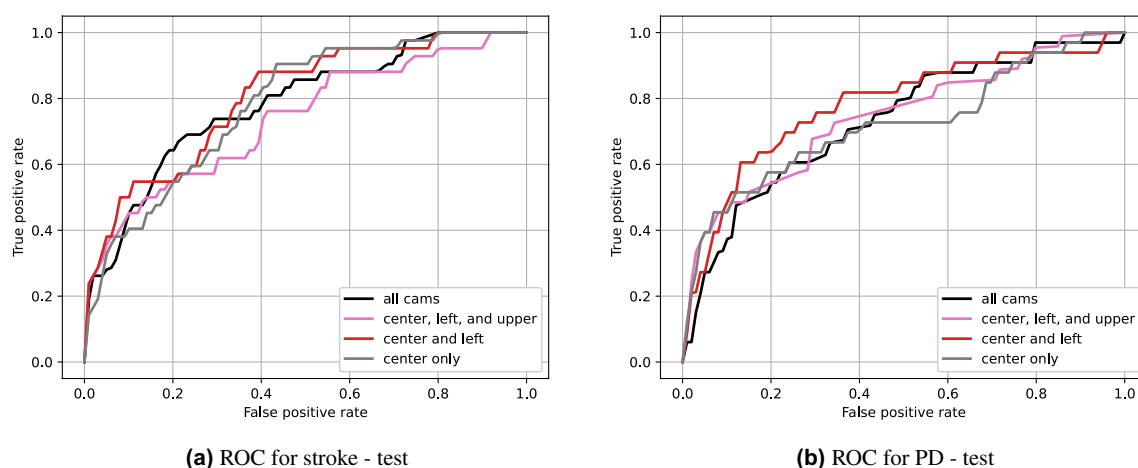 1.0
0.8
0.6
0.4
0.2
0.0
True positive rate
0.0 0.2 0.4 0.6 0.8 1.0
False positive rate
all cams
center, left, and upper
center and left
center only
(a) ROC for stroke - test
1.0
0.8
0.6
0.4
0.2
0.0
True positive rate
0.0 0.2 0.4 0.6 0.8 1.0
False positive rate
all cams
center, left, and upper
center and left
center only
(b) ROC for PD - test